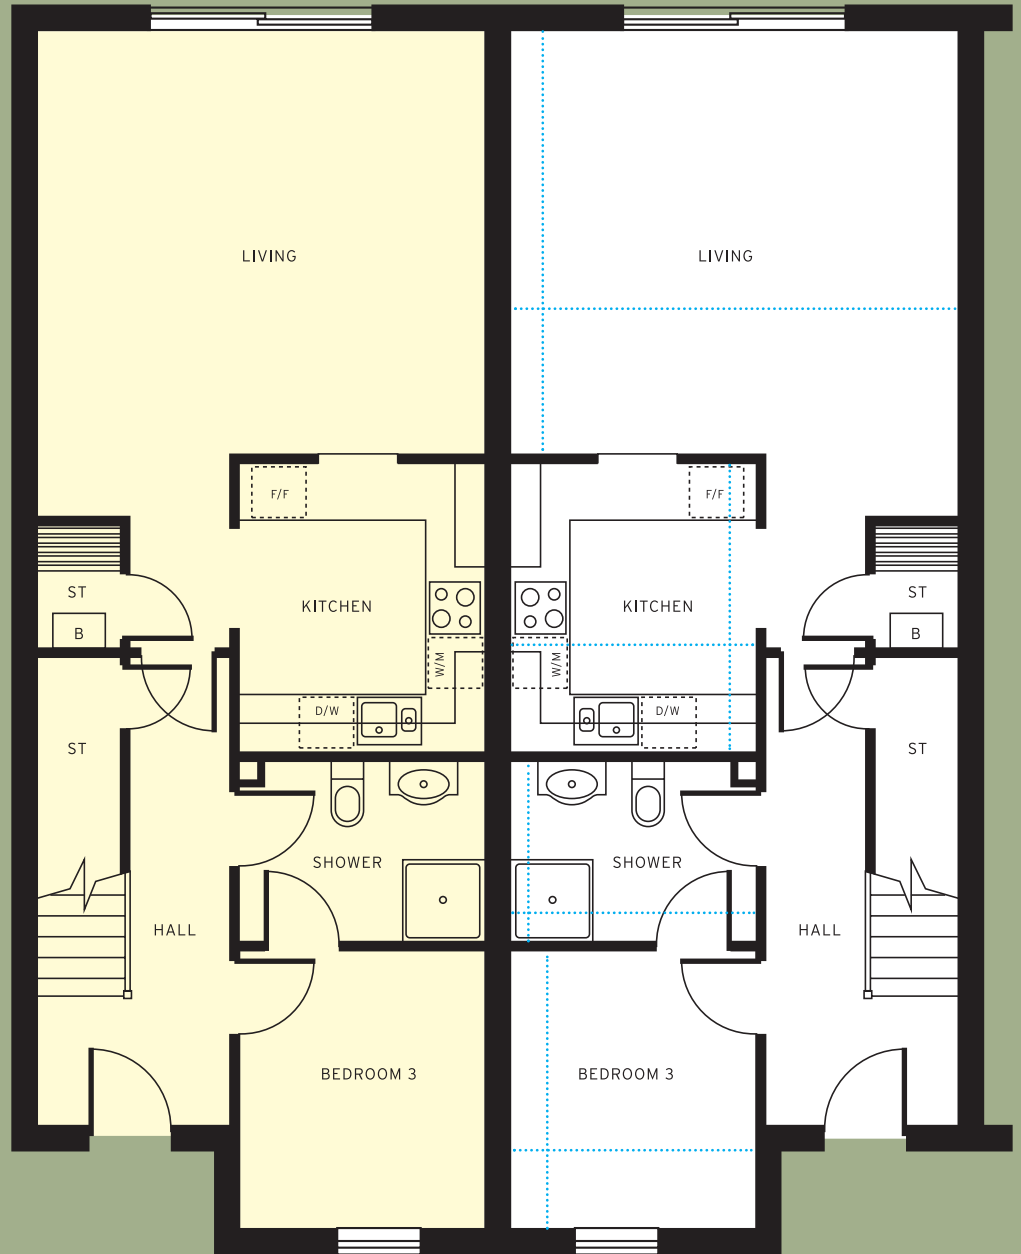 LIVING
LIVING
F/F
F/F
ST
ST
KITCHEN
KITCHEN
B
B
W/M
W/M
D/W
D/W
ST
ST
SHOWER
SHOWER
HALL
HALL
BEDROOM 3
BEDROOM 3